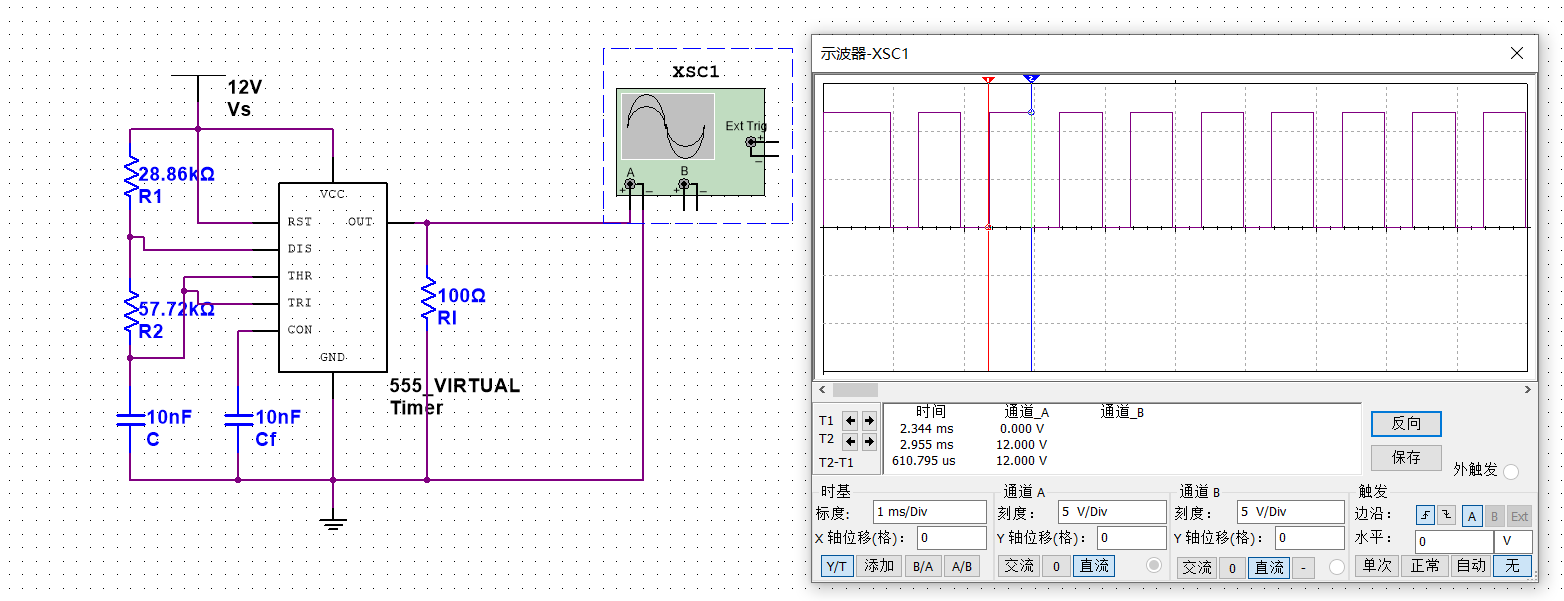 12V
Vs
28.86kΩ
R1
57.72kΩ
R2
10nF
C
10nF
Cf
VCC
RST
OUT
DIS
THR
TRI
CON
GND
555_VIRTUAL
Timer
100Ω
Rl
XSC1
Ext Trig
+
−
A
B
+
−
+
−
示波器-XSC1
1
2
T1
T2
T2-T1
时间 通道_A 通道_B
2.344 ms 0.000 V
2.955 ms 12.000 V
610.795 us 12.000 V
反向
保存
外触发
时基
标度: 1 ms/Div
X 轴位移(格): 0
Y/T 添加 B/A A/B
通道 A
刻度: 5 V/Div
Y 轴位移(格): 0
交流 0 直流
通道 B
刻度: 5 V/Div
Y 轴位移(格): 0
交流 0 直流 -
触发
边沿: A B Ext
水平: 0 V
单次 正常 自动 无